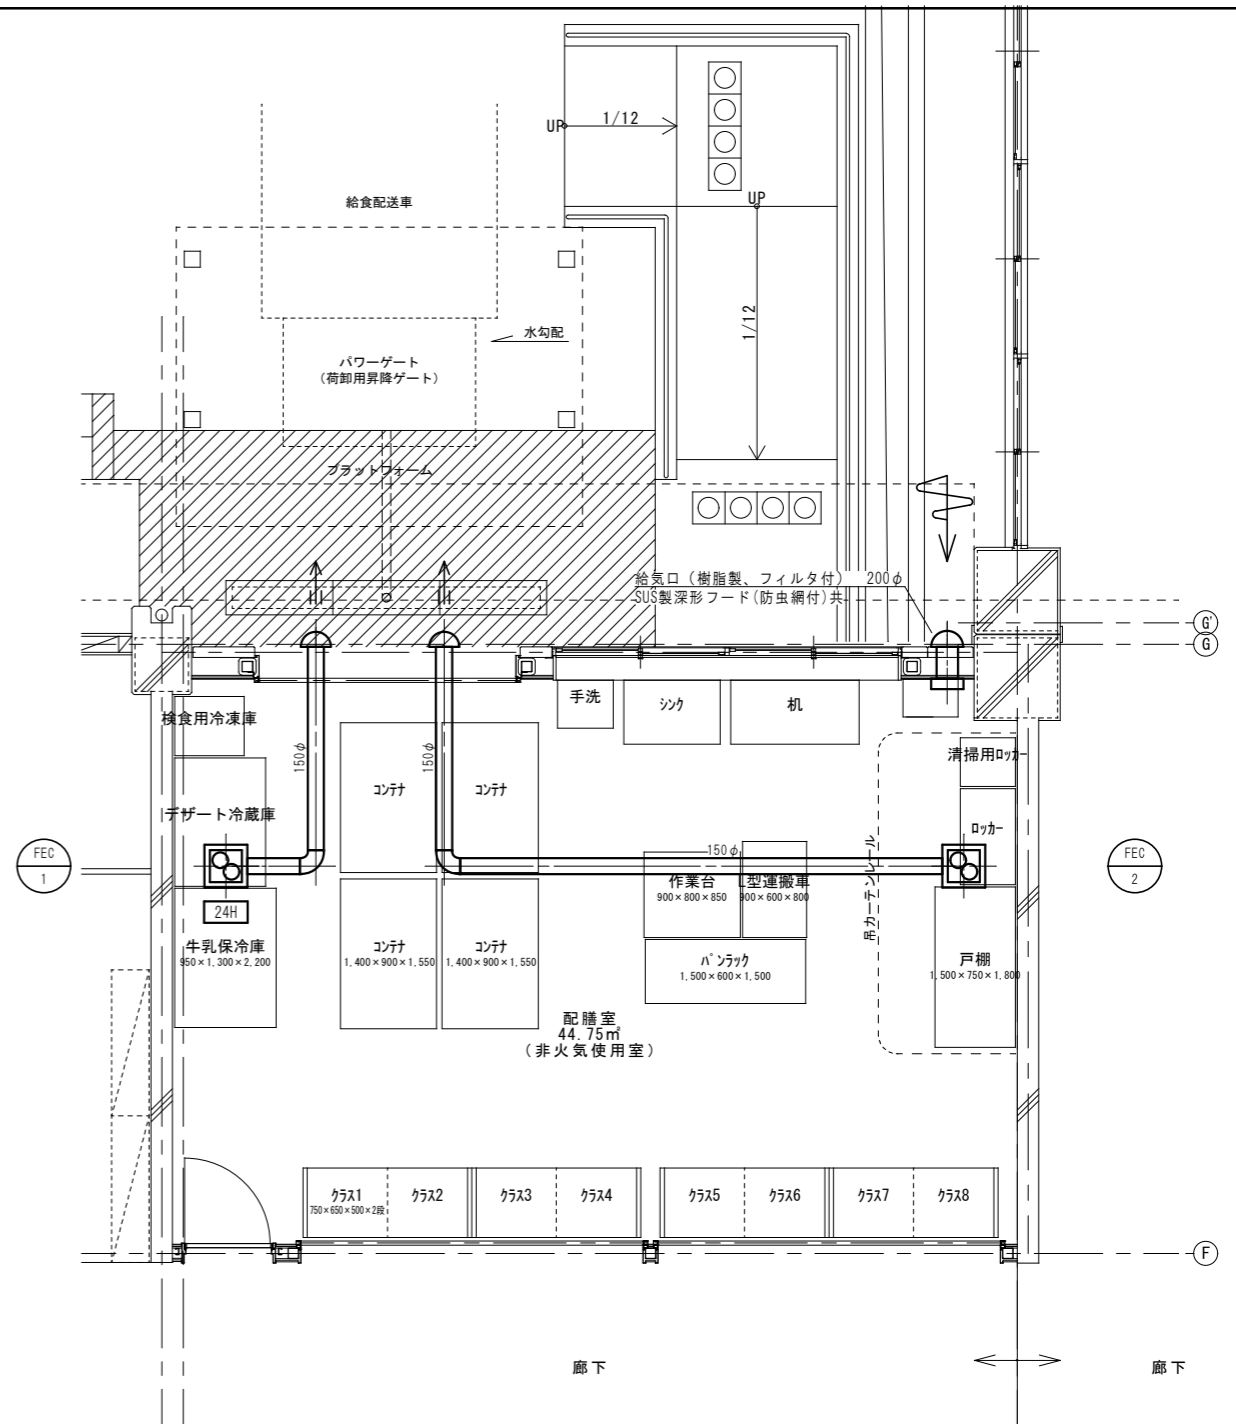 UP
1/12
給食配送車
UP
1/12
水勾配
パワーゲート
(荷卸用昇降ゲート)
プラットフォーム
給気口（樹脂製、フィルタ付） 200φ
SUS製深形フード(防虫網付)共
G'
G
手洗
シンク
机
検食用冷凍庫
清掃用ロッカー
150φ
150φ
コンテナ
コンテナ
デザート冷蔵庫
ロッカー
FEC
1
150φ
FEC
2
作業台
900×800×850
L型運搬車
900×600×800
吊カーテンレール
24H
牛乳保冷庫
950×1,300×2,200
コンテナ
1,400×900×1,550
コンテナ
1,400×900×1,550
パンラック
1,500×600×1,500
戸棚
1,500×750×1,800
配膳室
44.75㎡
(非火気使用室)
クラス1
750×650×500×2段
クラス2
クラス3
クラス4
クラス5
クラス6
クラス7
クラス8
F
廊下
廊下